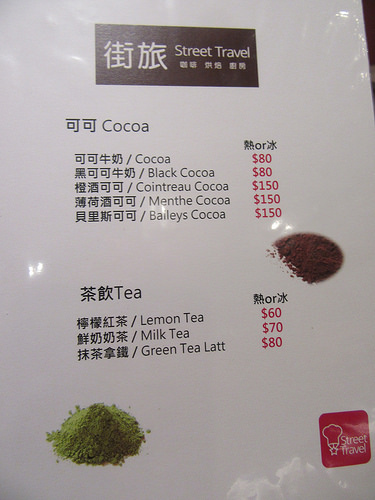 街旅 Street Travel
咖啡 烘焙 廚房
可可 Cocoa
熱or冰
可可牛奶 / Cocoa $80
黑可可牛奶 / Black Cocoa $80
橙酒可可 / Cointreau Cocoa $150
薄荷酒可可 / Menthe Cocoa $150
貝里斯可可 / Baileys Cocoa $150
茶飲Tea
熱or冰
檸檬紅茶 / Lemon Tea $60
鮮奶奶茶 / Milk Tea $70
抹茶拿鐵 / Green Tea Latt $80
Street
Travel